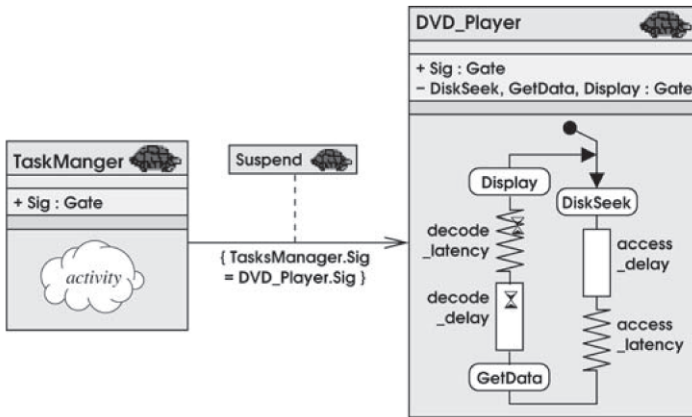 TaskManger
+ Sig : Gate
activity
Suspend
{ TasksManager.Sig
= DVD_Player.Sig }
DVD_Player
+ Sig : Gate
− DiskSeek, GetData, Display : Gate
Display
DiskSeek
decode
_latency
access
_delay
decode
_delay
access
_latency
GetData